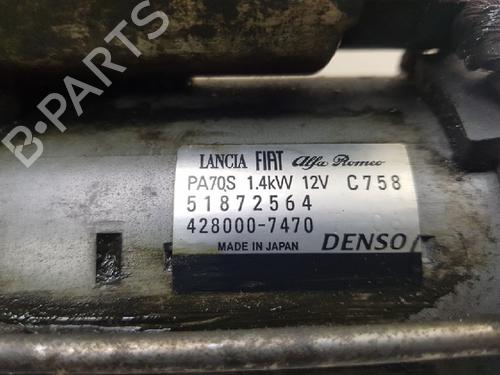 B-PARTS
LANCIA FIAT Alfa Romeo
PA70S 1.4kW 12V C758
51872564
428000-7470
MADE IN JAPAN DENSO